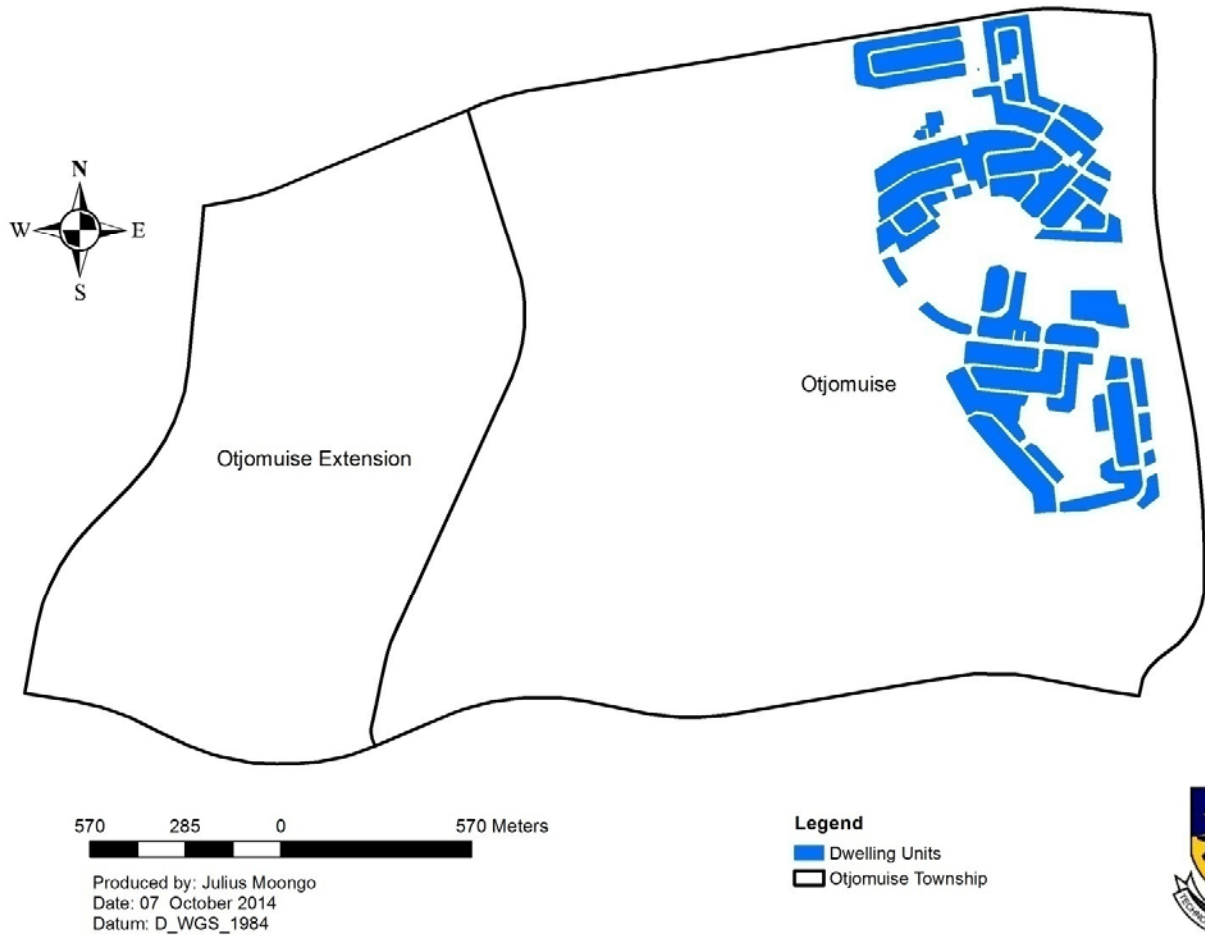 N
W E
S
Otjomuise
Otjomuise Extension
570 285 0 570 Meters
Produced by: Julius Moongo
Date: 07 October 2014
Datum: D_WGS_1984
Legend
Dwelling Units
Otjomuise Township